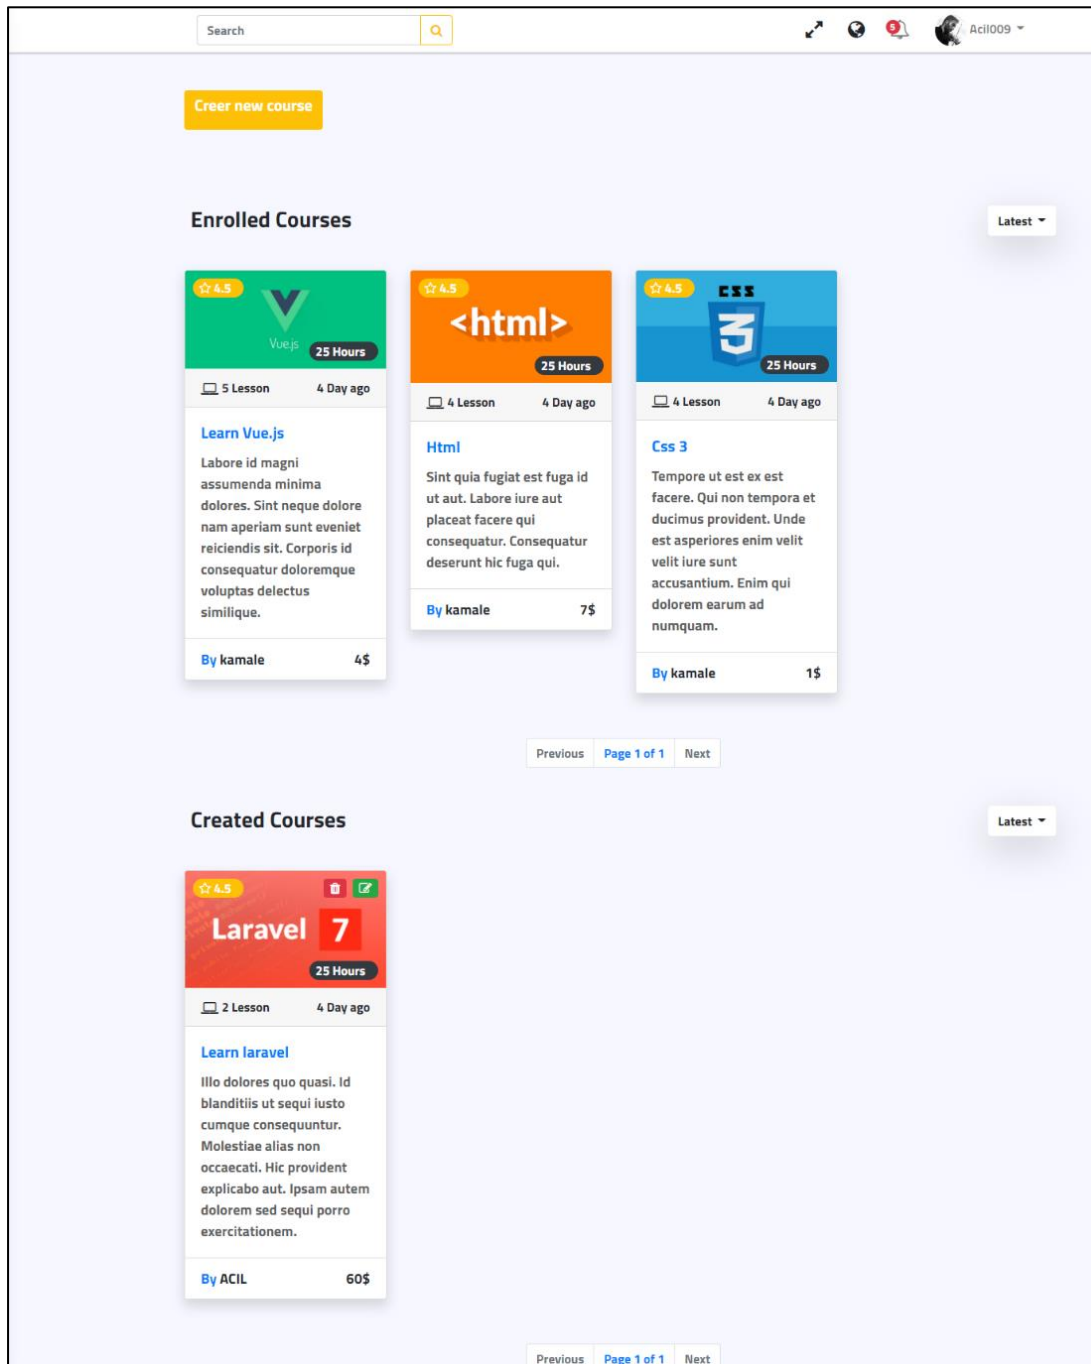 Search
5
Acil009
Creer new course
Enrolled Courses
Latest
4.5
Vue.js
25 Hours
5 Lesson 4 Day ago
Learn Vue.js
Labore id magni
assumenda minima
dolores. Sint neque dolore
nam aperiam sunt eveniet
reiciendis sit. Corporis id
consequatur doloremque
voluptas delectus
similique.
By kamale 4$
4.5
<html>
25 Hours
4 Lesson 4 Day ago
Html
Sint quia fugiat est fuga id
ut aut. Labore iure aut
placeat facere qui
consequatur. Consequatur
deserunt hic fuga qui.
By kamale 7$
4.5
CSS
3
25 Hours
4 Lesson 4 Day ago
Css 3
Tempore ut est ex est
facere. Qui non tempora et
ducimus provident. Unde
est asperiores enim velit
velit iure sunt
accusantium. Enim qui
dolorem earum ad
numquam.
By kamale 1$
Previous Page 1 of 1 Next
Created Courses
Latest
4.5
Laravel 7
25 Hours
2 Lesson 4 Day ago
Learn laravel
Illo dolores quo quasi. Id
blanditiis ut sequi iusto
cumque consequuntur.
Molestiae alias non
occaecati. Hic provident
explicabo aut. Ipsam autem
dolorem sed sequi porro
exercitationem.
By ACIL 60$
Previous Page 1 of 1 Next